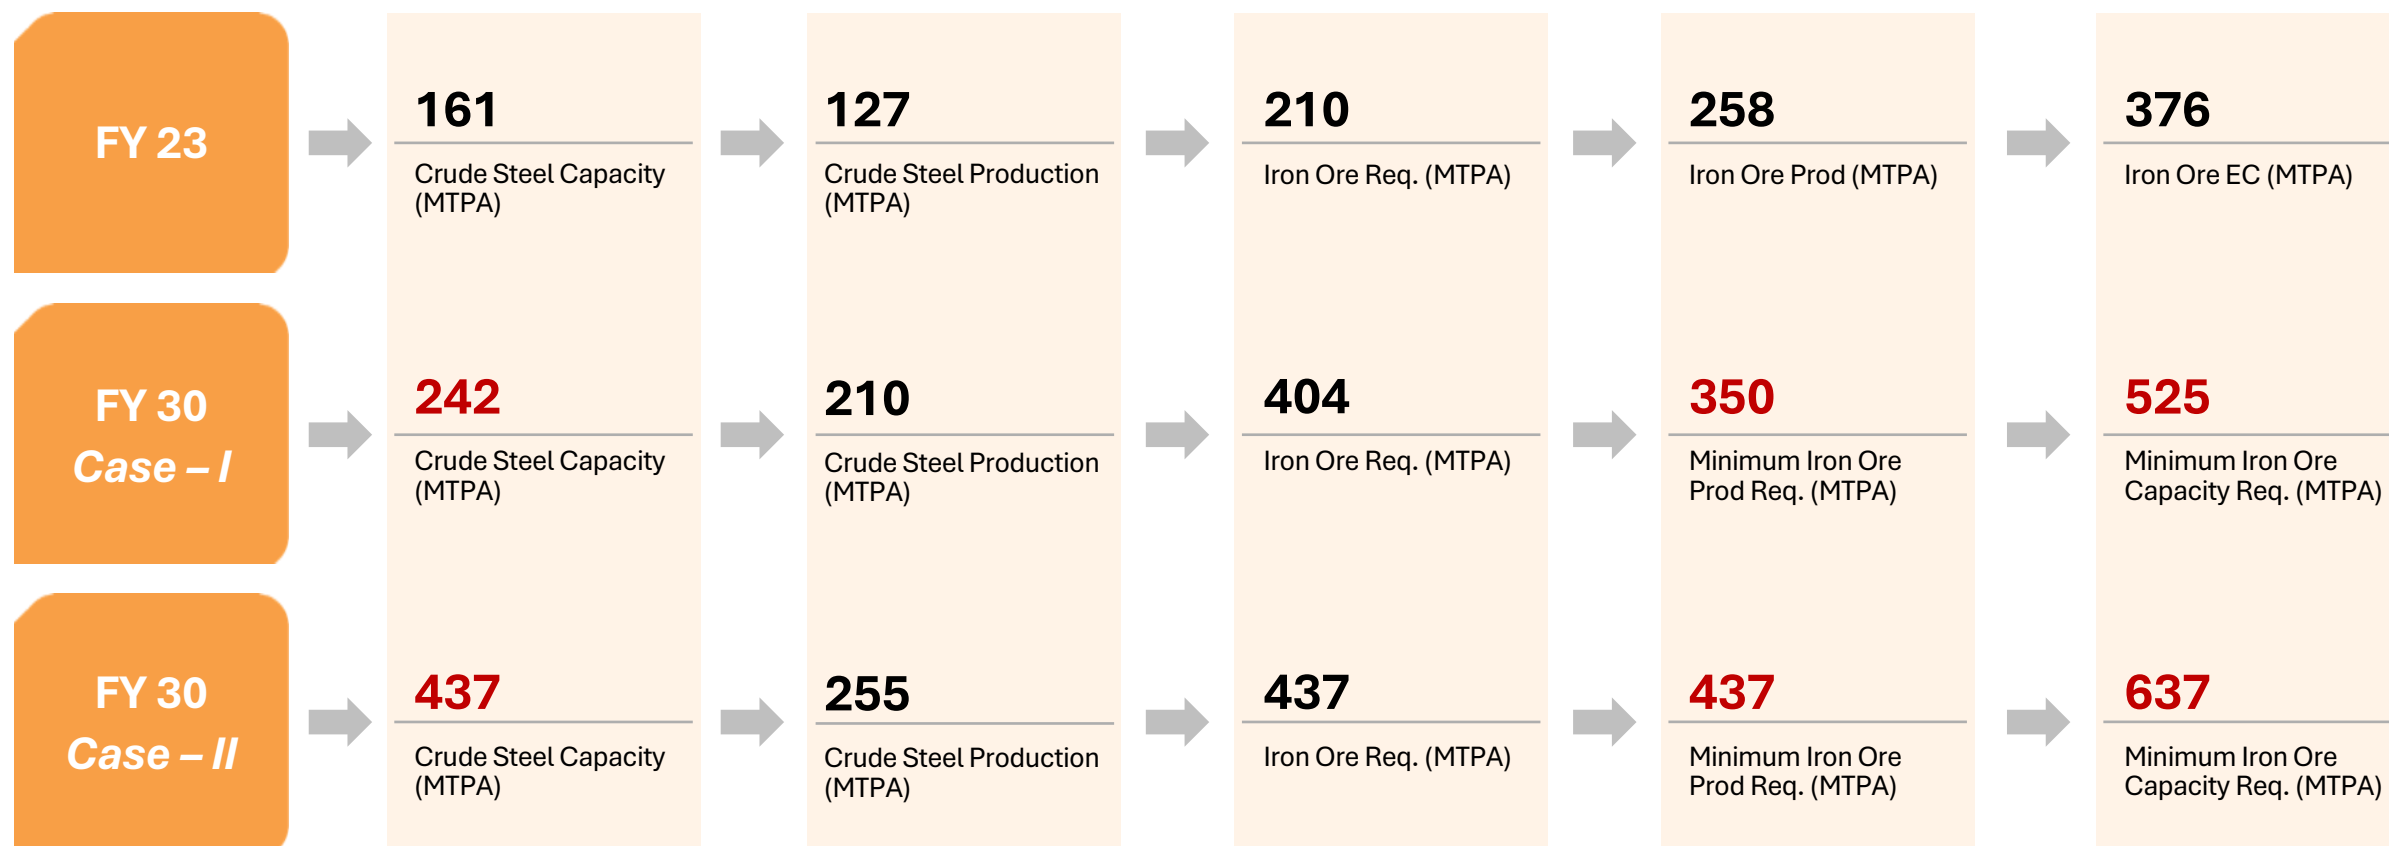 FY 23
161
Crude Steel Capacity
(MTPA)
127
Crude Steel Production
(MTPA)
210
Iron Ore Req. (MTPA)
258
Iron Ore Prod (MTPA)
376
Iron Ore EC (MTPA)
FY 30
Case – I
242
Crude Steel Capacity
(MTPA)
210
Crude Steel Production
(MTPA)
404
Iron Ore Req. (MTPA)
350
Minimum Iron Ore
Prod Req. (MTPA)
525
Minimum Iron Ore
Capacity Req. (MTPA)
FY 30
Case – II
437
Crude Steel Capacity
(MTPA)
255
Crude Steel Production
(MTPA)
437
Iron Ore Req. (MTPA)
437
Minimum Iron Ore
Prod Req. (MTPA)
637
Minimum Iron Ore
Capacity Req. (MTPA)